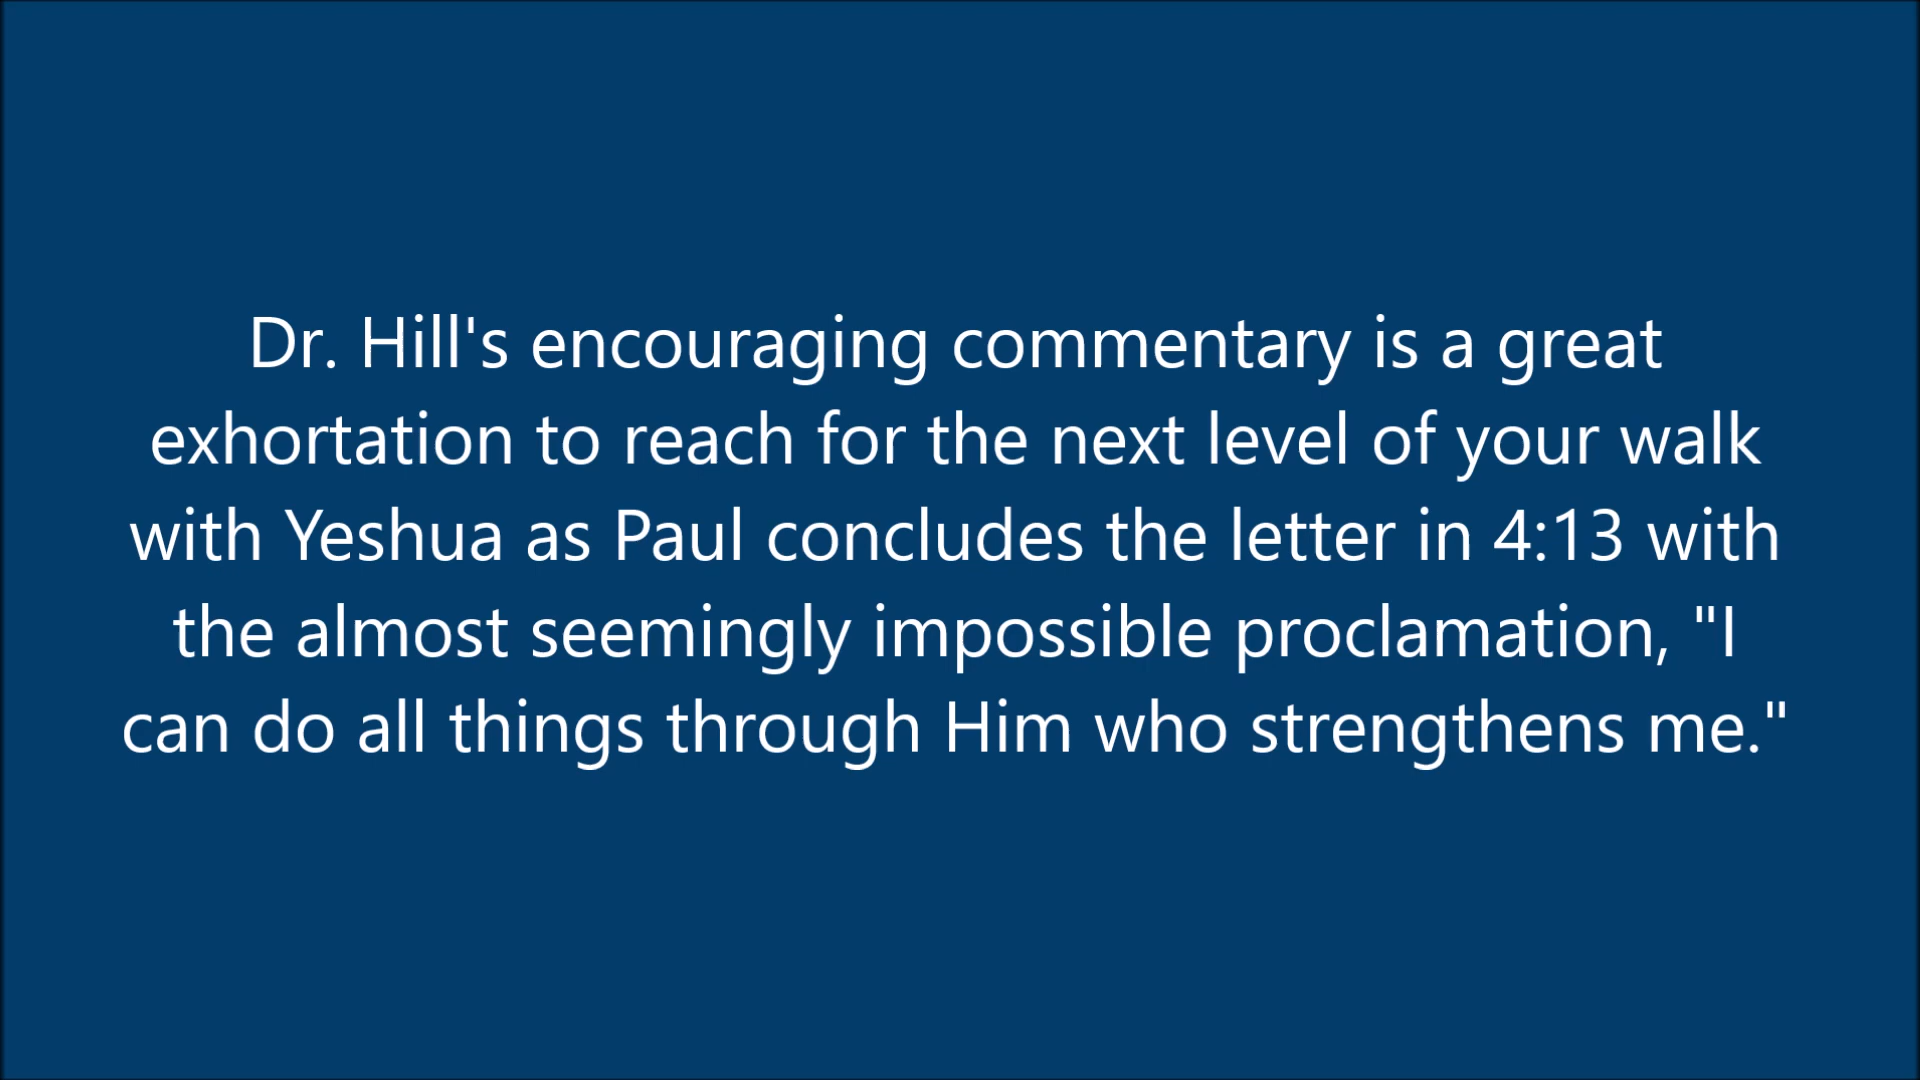 Dr. Hill's encouraging commentary is a great
exhortation to reach for the next level of your walk
with Yeshua as Paul concludes the letter in 4:13 with
the almost seemingly impossible proclamation, "I
can do all things through Him who strengthens me."